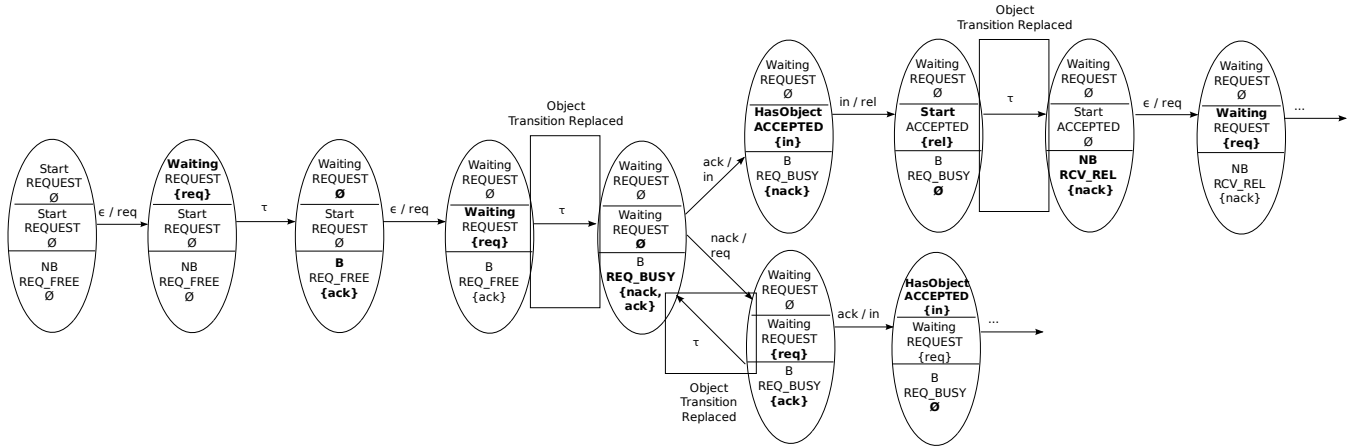 Start
REQUEST
Ø
Start
REQUEST
Ø
NB
REQ_FREE
Ø
ϵ / req
Waiting
REQUEST
{req}
Start
REQUEST
Ø
NB
REQ_FREE
Ø
τ
Waiting
REQUEST
Ø
Start
REQUEST
Ø
B
REQ_FREE
{ack}
ϵ / req
Waiting
REQUEST
Ø
Waiting
REQUEST
{req}
B
REQ_FREE
{ack}
Object
Transition Replaced
τ
Waiting
REQUEST
Ø
Waiting
REQUEST
Ø
B
REQ_BUSY
{nack,
ack}
ack /
in
Waiting
REQUEST
Ø
HasObject
ACCEPTED
{in}
B
REQ_BUSY
{nack}
in / rel
Waiting
REQUEST
Ø
Start
ACCEPTED
{rel}
B
REQ_BUSY
Ø
Object
Transition Replaced
τ
Waiting
REQUEST
Ø
Start
ACCEPTED
Ø
NB
RCV_REL
{nack}
ϵ / req
Waiting
REQUEST
Ø
Waiting
REQUEST
{req}
NB
RCV_REL
{nack}
...
nack /
req
τ
Object
Transition
Replaced
Waiting
REQUEST
Ø
Waiting
REQUEST
{req}
B
REQ_BUSY
{ack}
ack / in
HasObject
ACCEPTED
{in}
Waiting
REQUEST
{req}
B
REQ_BUSY
Ø
...